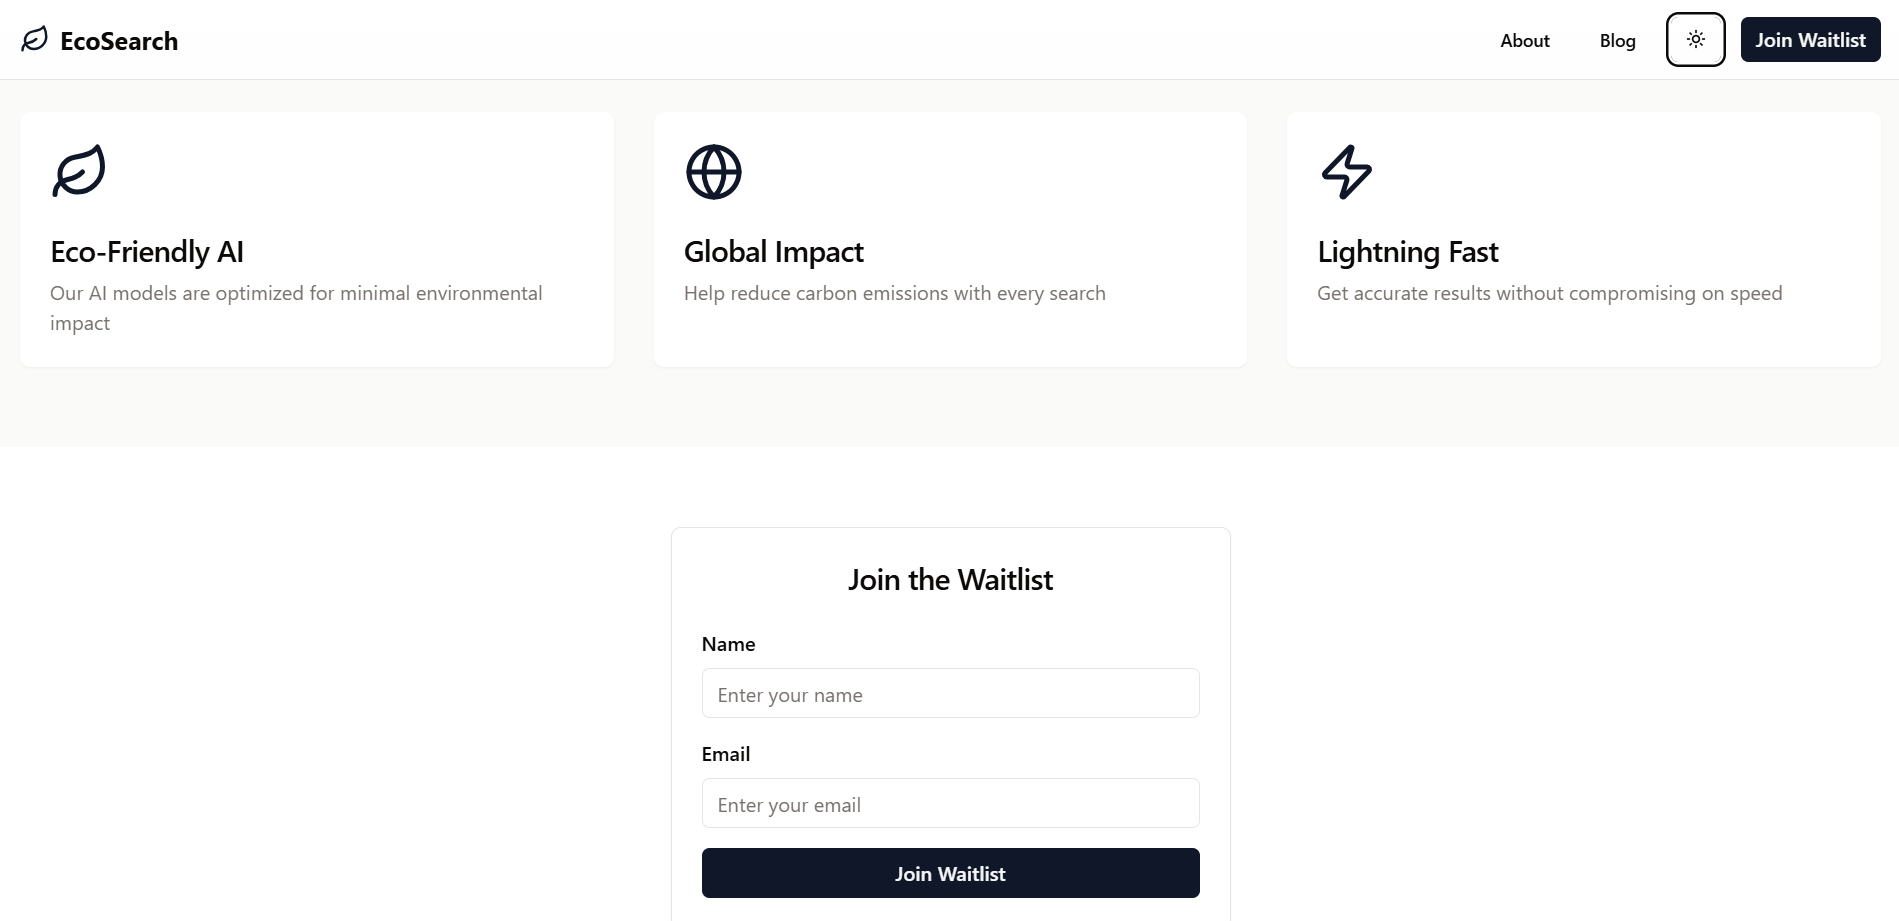 EcoSearch
About
Blog
Join Waitlist
Eco-Friendly AI
Our AI models are optimized for minimal environmental
impact
Global Impact
Help reduce carbon emissions with every search
Lightning Fast
Get accurate results without compromising on speed
Join the Waitlist
Name
Enter your name
Email
Enter your email
Join Waitlist